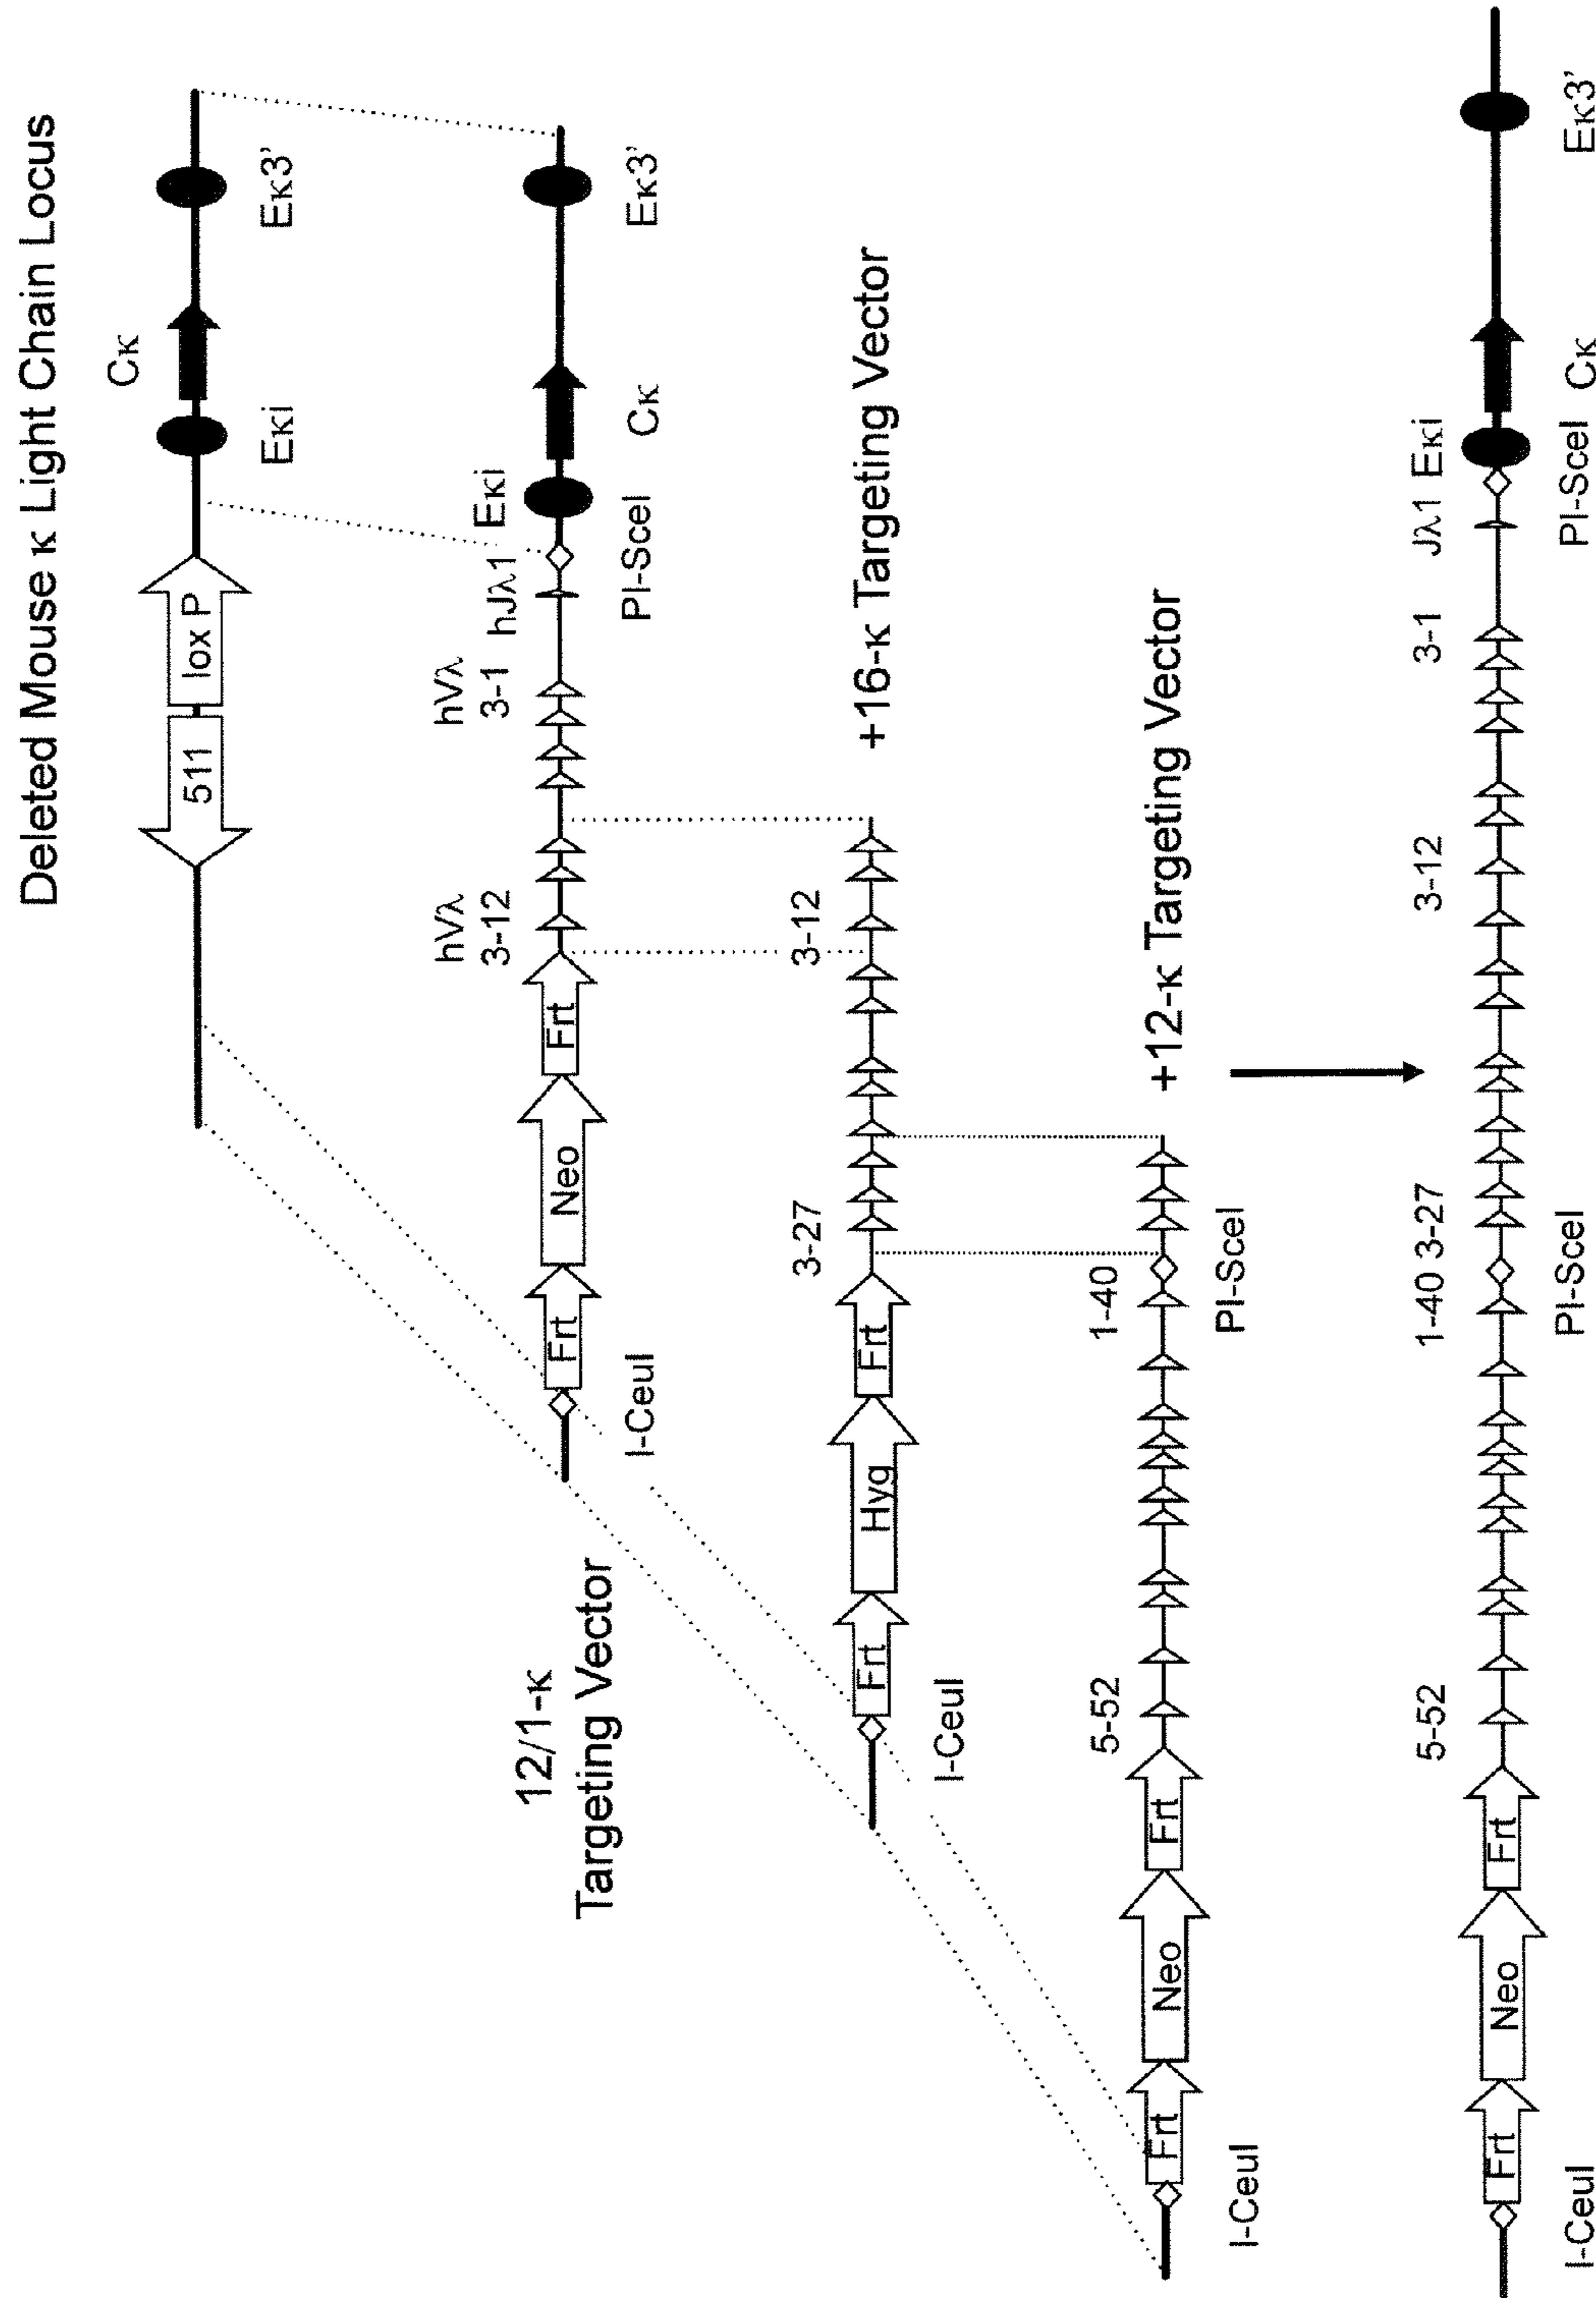 Deleted Mouse κ Light Chain Locus
511
lox P
Eκi
Cκ
Eκ3'
12/1-κ
Targeting Vector
I-CeuI
Frt
Neo
Frt
hVλ
3-12
hVλ
3-1
hJλ1
PI-SceI
Eκi
Cκ
Eκ3'
+16-κ Targeting Vector
I-CeuI
Frt
Hyg
Frt
3-27
3-12
+12-κ Targeting Vector
I-CeuI
Frt
Neo
Frt
5-52
1-40
PI-SceI
I-CeuI
Frt
Neo
Frt
5-52
1-40 3-27
PI-SceI
3-12
3-1
Jλ1 Eκi
PI-SceI Cκ
Eκ3'